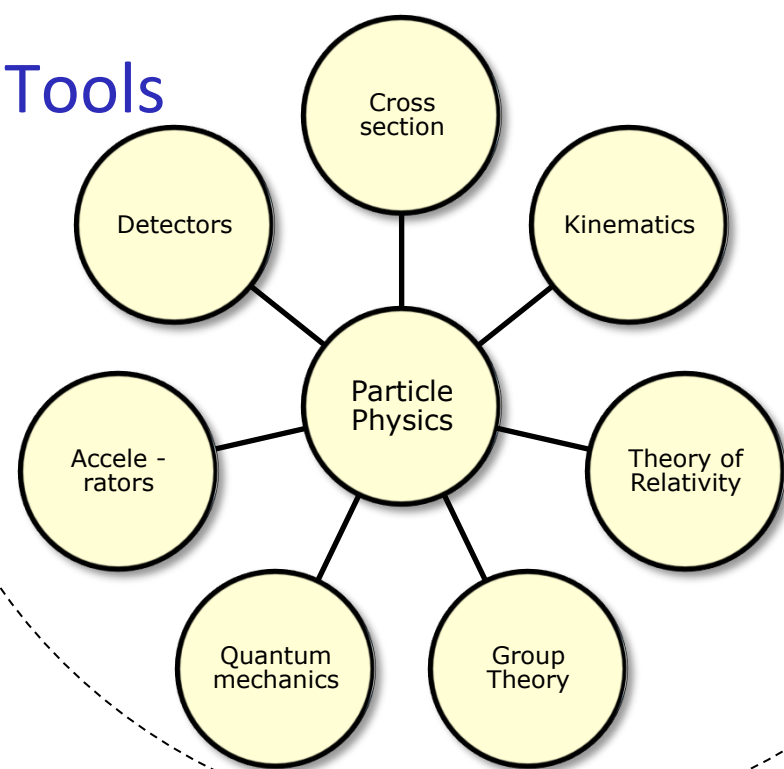 Tools
Cross
section
Detectors
Kinematics
Particle
Physics
Accele -
rators
Theory of
Relativity
Quantum
mechanics
Group
Theory